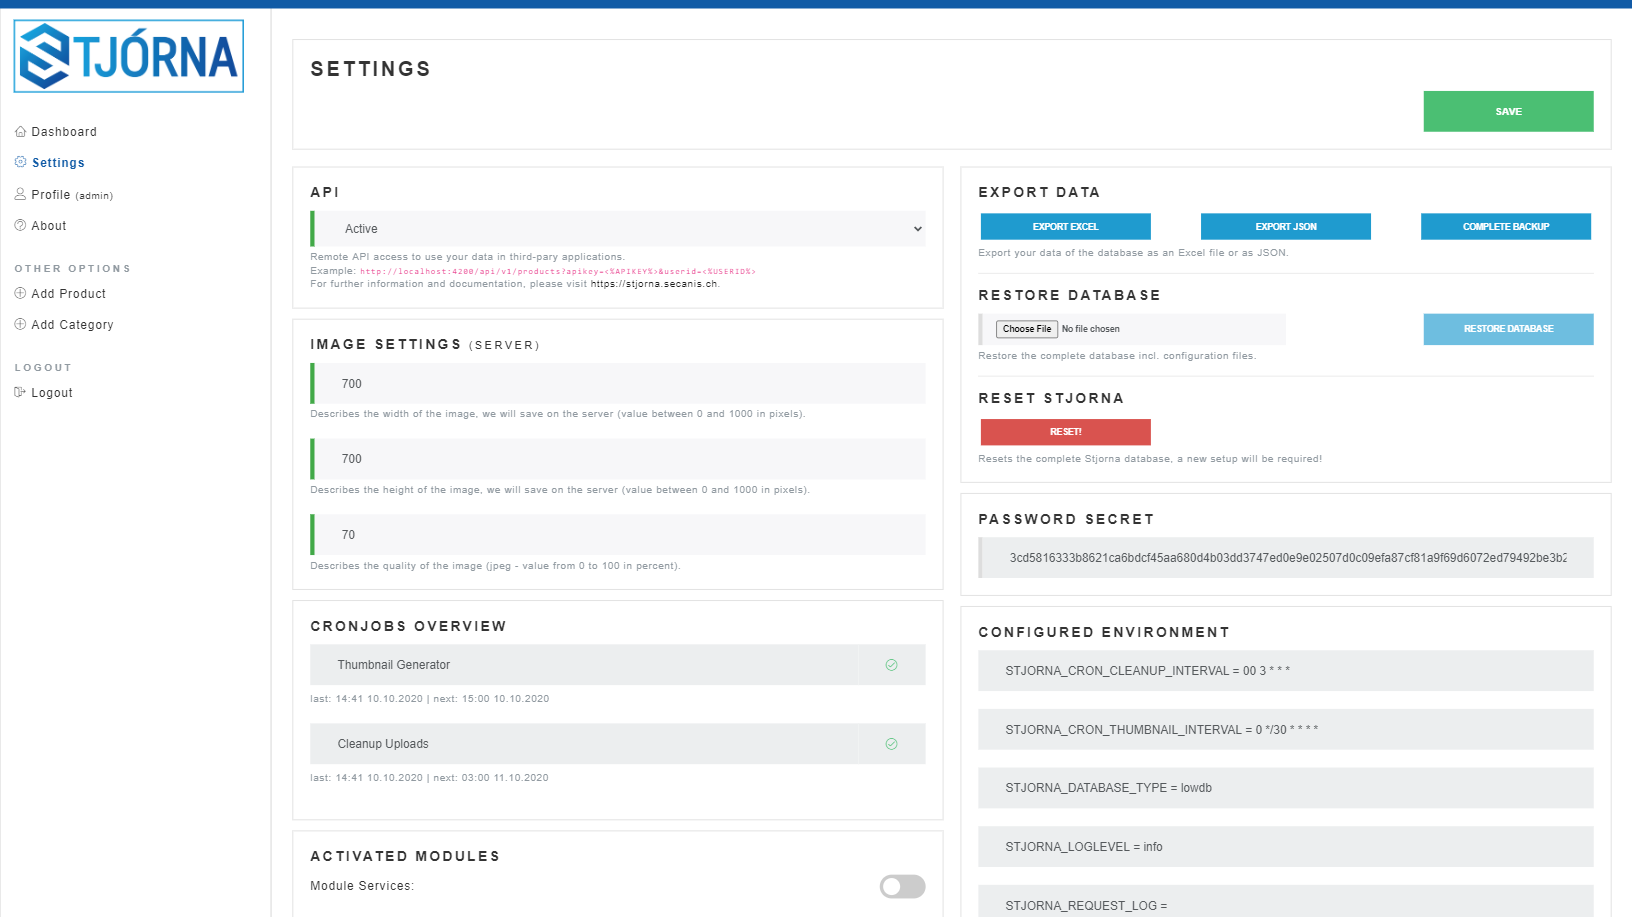 STJÓRNA
Dashboard
Settings
Profile (admin)
About
OTHER OPTIONS
Add Product
Add Category
LOGOUT
Logout
SETTINGS
SAVE
API
Active
Remote API access to use your data in third-pary applications.
Example: http://localhost:4200/api/v1/products?apikey=<%APIKEY%>&userid=<%USERID%>
For further information and documentation, please visit https://stjorna.secanis.ch.
IMAGE SETTINGS (SERVER)
700
Describes the width of the image, we will save on the server (value between 0 and 1000 in pixels).
700
Describes the height of the image, we will save on the server (value between 0 and 1000 in pixels).
70
Describes the quality of the image (jpeg - value from 0 to 100 in percent).
CRONJOBS OVERVIEW
Thumbnail Generator
last: 14:41 10.10.2020 | next: 15:00 10.10.2020
Cleanup Uploads
last: 14:41 10.10.2020 | next: 03:00 11.10.2020
ACTIVATED MODULES
Module Services:
EXPORT DATA
EXPORT EXCEL EXPORT JSON COMPLETE BACKUP
Export your data of the database as an Excel file or as JSON.
RESTORE DATABASE
Choose File No file chosen RESTORE DATABASE
Restore the complete database incl. configuration files.
RESET STJORNA
RESET!
Resets the complete Stjorna database, a new setup will be required!
PASSWORD SECRET
3cd5816333b8621ca6bdcf45aa680d4b03dd3747ed0e9e02507d0c09efa87cf81a9f69d6072ed79492be3b2
CONFIGURED ENVIRONMENT
STJORNA_CRON_CLEANUP_INTERVAL = 00 3 * * *
STJORNA_CRON_THUMBNAIL_INTERVAL = 0 */30 * * * *
STJORNA_DATABASE_TYPE = lowdb
STJORNA_LOGLEVEL = info
STJORNA_REQUEST_LOG =